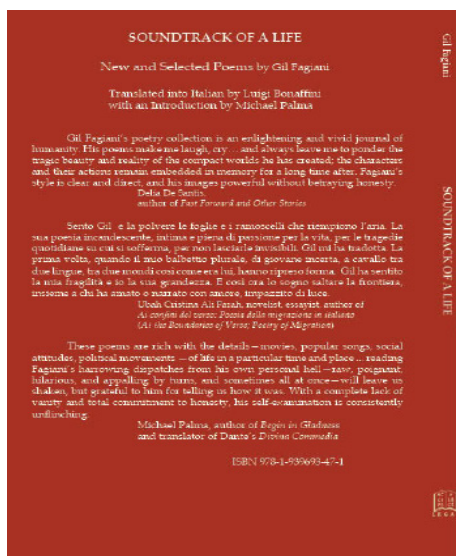 SOUNDTRACK OF A LIFE
New and Selected Poems by Gil Fagiani
Translated into Italian by Luigi Bonaffini
with an Introduction by Michael Palma
Gil Fagiani's poetry collection is an enlightening and vivid journal of
humanity. His poems make me laugh, cry… and always leave me to ponder the
tragic beauty and reality of the compact worlds he has created; the characters
and their actions remain embedded in memory for a long time after. Fagiani's
style is clear and direct, and his images powerful without betraying honesty.
Delia De Santis,
author of Fast Forward and Other Stories
Sento Gil e la polvere le foglie e i ramoscelli che riempiono l'aria. La
sua poesia incandescente, intima e piena di passione per la vita, per le tragedie
quotidiane su cui si sofferma, per non lasciarle invisibili. Gil mi ha tradotta. La
prima volta, quando il mio balbettio plurale, di giovane incerta, a cavallo tra
due lingue, tra due mondi così come era lui, hanno ripreso forma. Gil ha sentito
la mia fragilità e io la sua grandezza. E così ora lo sogno saltare la frontiera,
insieme a chi ha amato o narrato con amore, impazzito di luce.
Ubah Cristina Ali Farah, novelist, essayist, author of
Ai confini del verso: Poesia della migrazione in italiano
(At the Boundaries of Verse; Poetry of Migration)
These poems are rich with the details—movies, popular songs, social
attitudes, political movements —of life in a particular time and place… reading
Fagiani's harrowing dispatches from his own personal hell—raw, poignant,
hilarious, and appalling by turns, and sometimes all at once—will leave us
shaken, but grateful to him for telling us how it was. With a complete lack of
vanity and total commitment to honesty, his self-examination is consistently
unflinching.
Michael Palma, author of Begin in Gladness
and translator of Dante's Divina Commedia
ISBN 978-1-939693-47-1
Gil Fagiani
SOUNDTRACK OF A LIFE